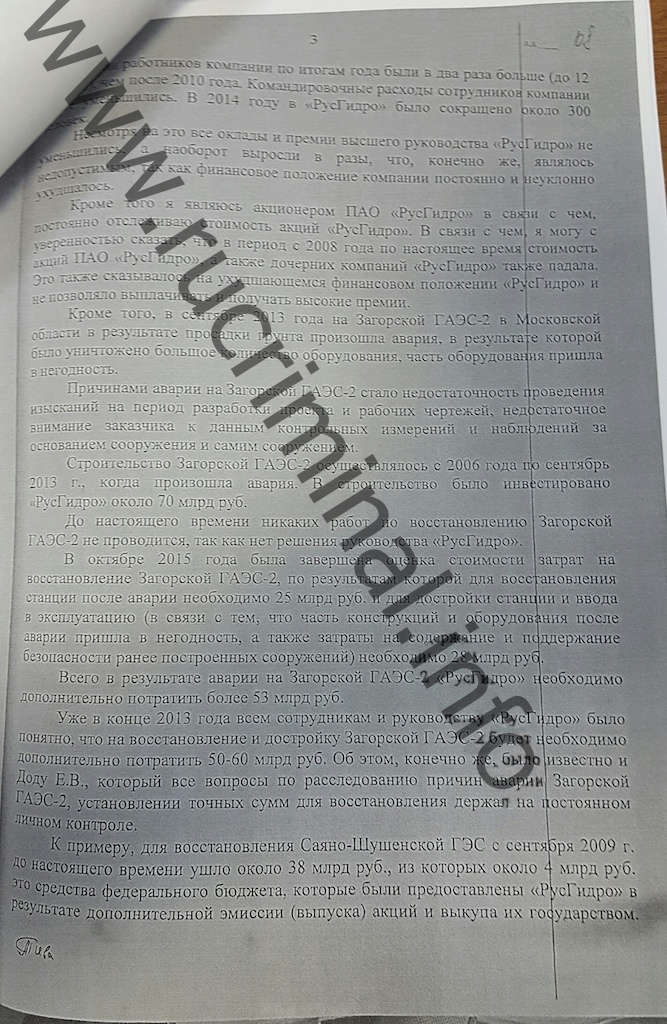 3
работников компании по итогам года были в два раза больше (до 12
чем после 2010 года. Командировочные расходы сотрудников компании
уменьшились. В 2014 году в «РусГидро» было сокращено около 300
Несмотря на это все оклады и премии высшего руководства «РусГидро» не
уменьшились, а наоборот выросли в разы, что, конечно же, являлось
недопустимым, так как финансовое положение компании постоянно и неуклонно
ухудшалось.
Кроме того я являюсь акционером ПАО «РусГидро» в связи с чем,
постоянно отслеживаю стоимость акций «РусГидро». В связи с чем, я могу с
уверенностью сказать, что в период с 2008 года по настоящее время стоимость
акций ПАО «РусГидро», а также дочерних компаний «РусГидро» также падала.
Это также сказывалось на ухудшающемся финансовом положении «РусГидро» и
не позволяло выплачивать и получать высокие премии.
Кроме того, в сентябре 2013 года на Загорской ГАЭС-2 в Московской
области в результате просадки грунта произошла авария, в результате которой
было уничтожено большое количество оборудования, часть оборудования пришла
в негодность.
Причинами аварии на Загорской ГАЭС-2 стало недостаточность проведения
изысканий на период разработки проекта и рабочих чертежей, недостаточное
внимание заказчика к данным контрольных измерений и наблюдений за
основанием сооружения и самим сооружением.
Строительство Загорской ГАЭС-2 осуществлялось с 2006 года по сентябрь
2013 г., когда произошла авария. В строительство было инвестировано
«РусГидро» около 70 млрд руб.
До настоящего времени никаких работ по восстановлению Загорской
ГАЭС-2 не проводится, так как нет решения руководства «РусГидро».
В октябре 2015 года была завершена оценка стоимости затрат на
восстановление Загорской ГАЭС-2, по результатам которой для восстановления
станции после аварии необходимо 25 млрд руб. и для достройки станции и ввода
в эксплуатацию (в связи с тем, что часть конструкций и оборудования после
аварии пришла в негодность, а также затраты на содержание и поддержание
безопасности ранее построенных сооружений) необходимо 28 млрд руб.
Всего в результате аварии на Загорской ГАЭС-2 «РусГидро» необходимо
дополнительно потратить более 53 млрд руб.
Уже в конце 2013 года всем сотрудникам и руководству «РусГидро» было
понятно, что на восстановление и достройку Загорской ГАЭС-2 будет необходимо
дополнительно потратить 50-60 млрд руб. Об этом, конечно же, было известно и
Доду Е.В., который все вопросы по расследованию причин аварии Загорской
ГАЭС-2, установлении точных сумм для восстановления держал на постоянном
личном контроле.
К примеру, для восстановления Саяно-Шушенской ГЭС с сентября 2009 г.
до настоящего времени ушло около 38 млрд руб., из которых около 4 млрд руб.
это средства федерального бюджета, которые были предоставлены «РусГидро» в
результате дополнительной эмиссии (выпуска) акций и выкупа их государством.
www.rucriminal.info